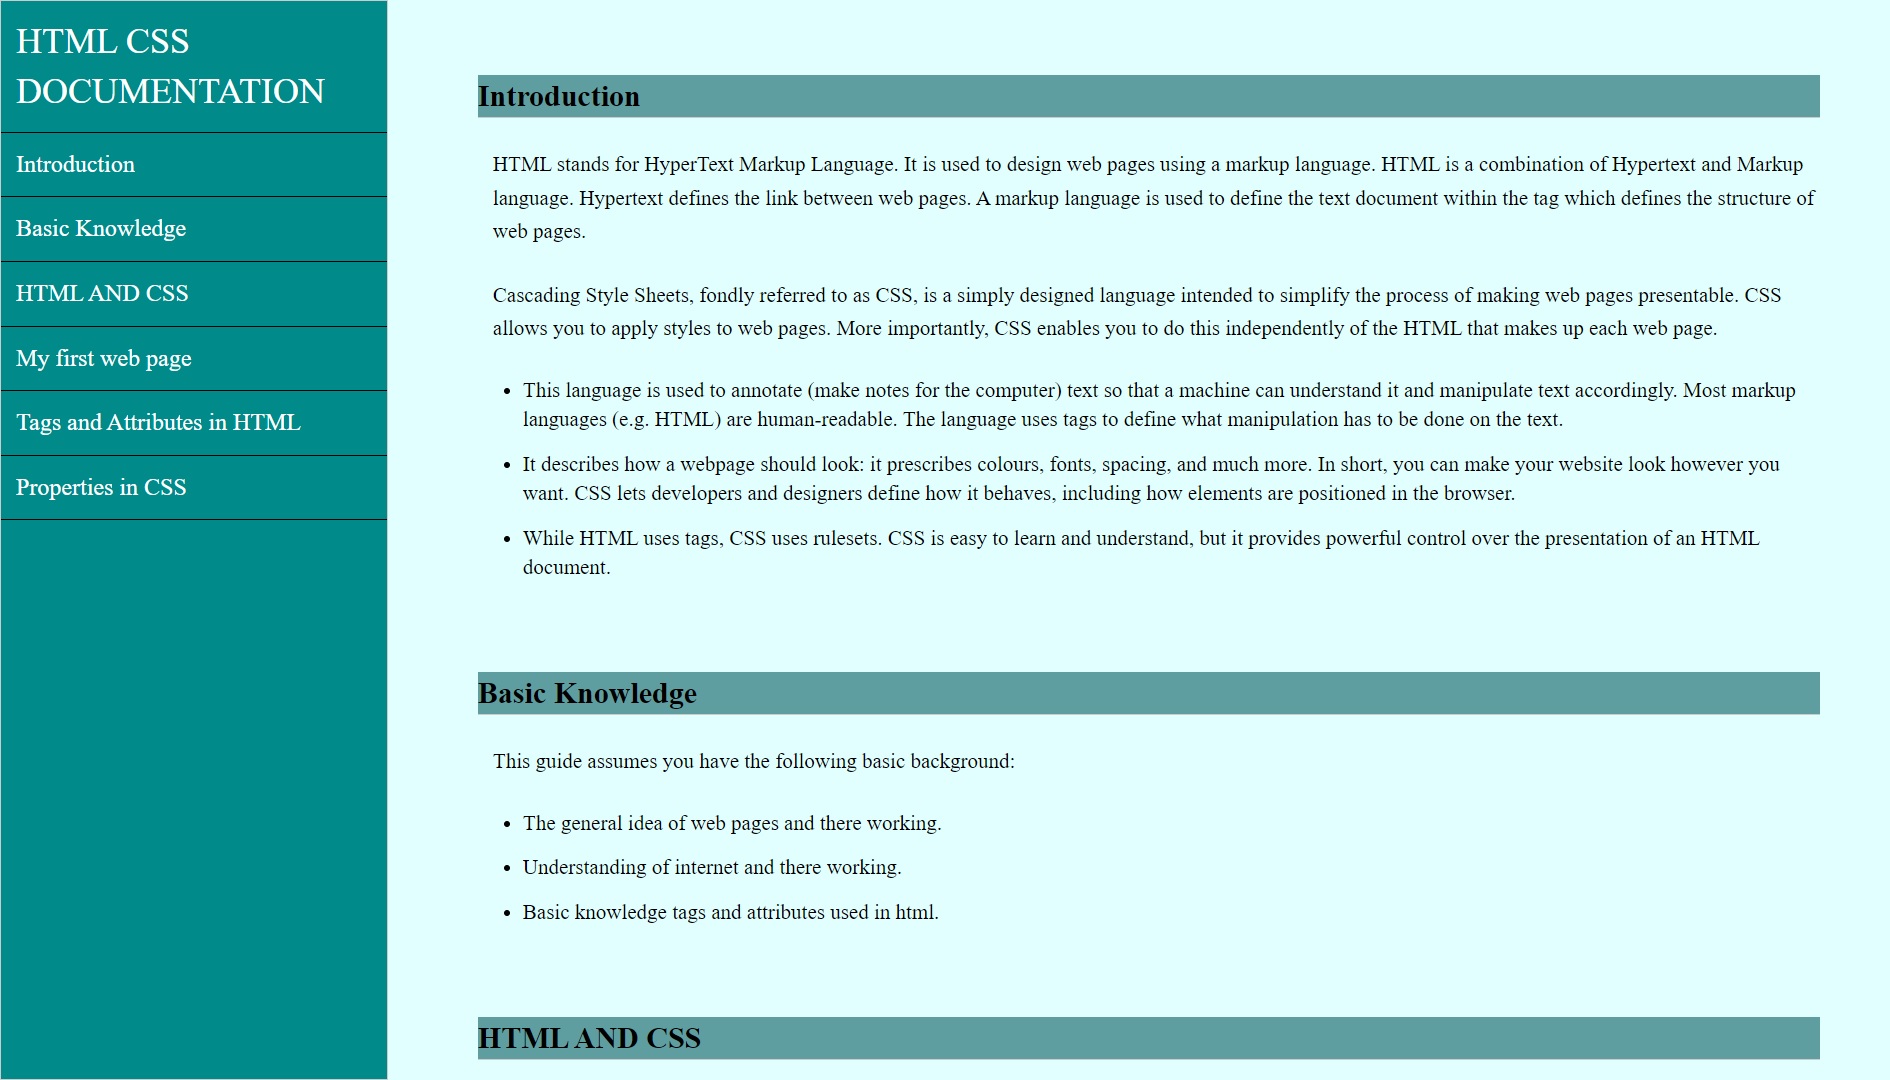 HTML CSS
DOCUMENTATION
Introduction
Basic Knowledge
HTML AND CSS
My first web page
Tags and Attributes in HTML
Properties in CSS
Introduction
HTML stands for HyperText Markup Language. It is used to design web pages using a markup language. HTML is a combination of Hypertext and Markup
language. Hypertext defines the link between web pages. A markup language is used to define the text document within the tag which defines the structure of
web pages.
Cascading Style Sheets, fondly referred to as CSS, is a simply designed language intended to simplify the process of making web pages presentable. CSS
allows you to apply styles to web pages. More importantly, CSS enables you to do this independently of the HTML that makes up each web page.
• This language is used to annotate (make notes for the computer) text so that a machine can understand it and manipulate text accordingly. Most markup
languages (e.g. HTML) are human-readable. The language uses tags to define what manipulation has to be done on the text.
• It describes how a webpage should look: it prescribes colours, fonts, spacing, and much more. In short, you can make your website look however you
want. CSS lets developers and designers define how it behaves, including how elements are positioned in the browser.
• While HTML uses tags, CSS uses rulesets. CSS is easy to learn and understand, but it provides powerful control over the presentation of an HTML
document.
Basic Knowledge
This guide assumes you have the following basic background:
• The general idea of web pages and there working.
• Understanding of internet and there working.
• Basic knowledge tags and attributes used in html.
HTML AND CSS